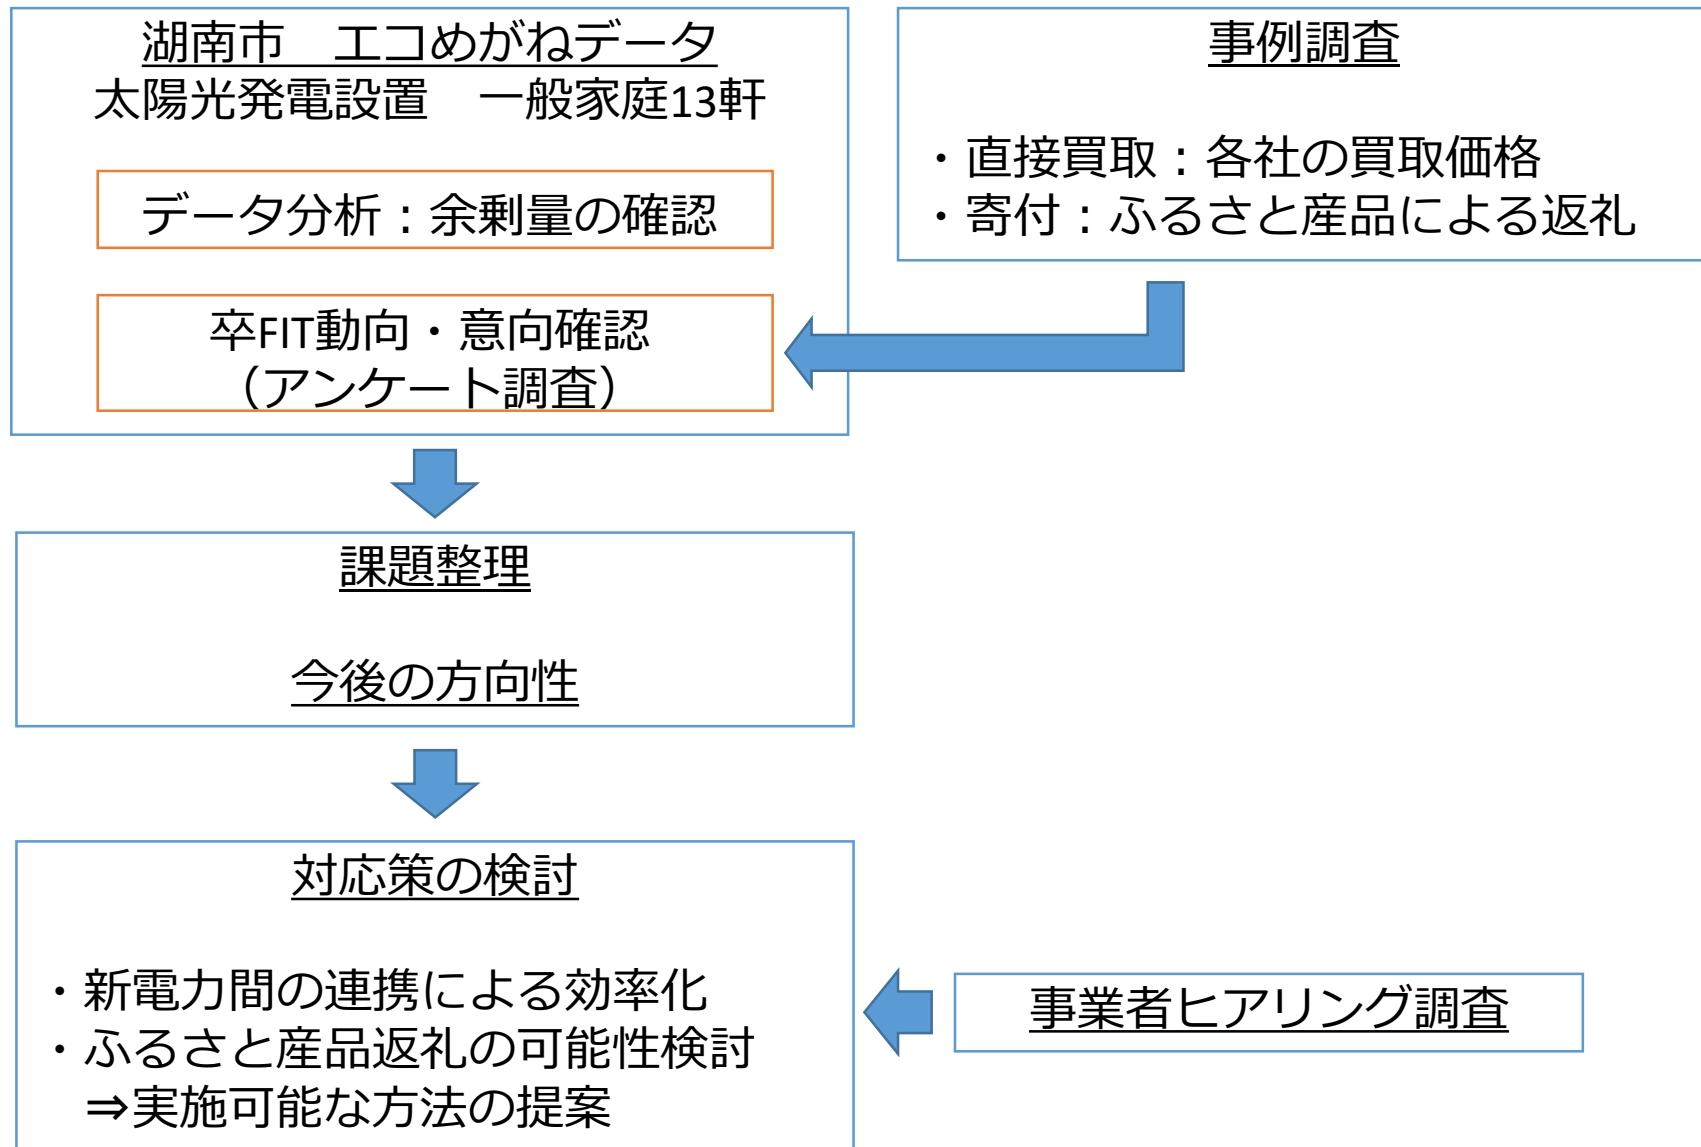 湖南市　エコめがねデータ
太陽光発電設置　一般家庭13軒
データ分析：余剰量の確認
卒FIT動向・意向確認
（アンケート調査）
事例調査
・直接買取：各社の買取価格
・寄付：ふるさと産品による返礼
課題整理
今後の方向性
対応策の検討
・新電力間の連携による効率化
・ふるさと産品返礼の可能性検討
⇒実施可能な方法の提案
事業者ヒアリング調査